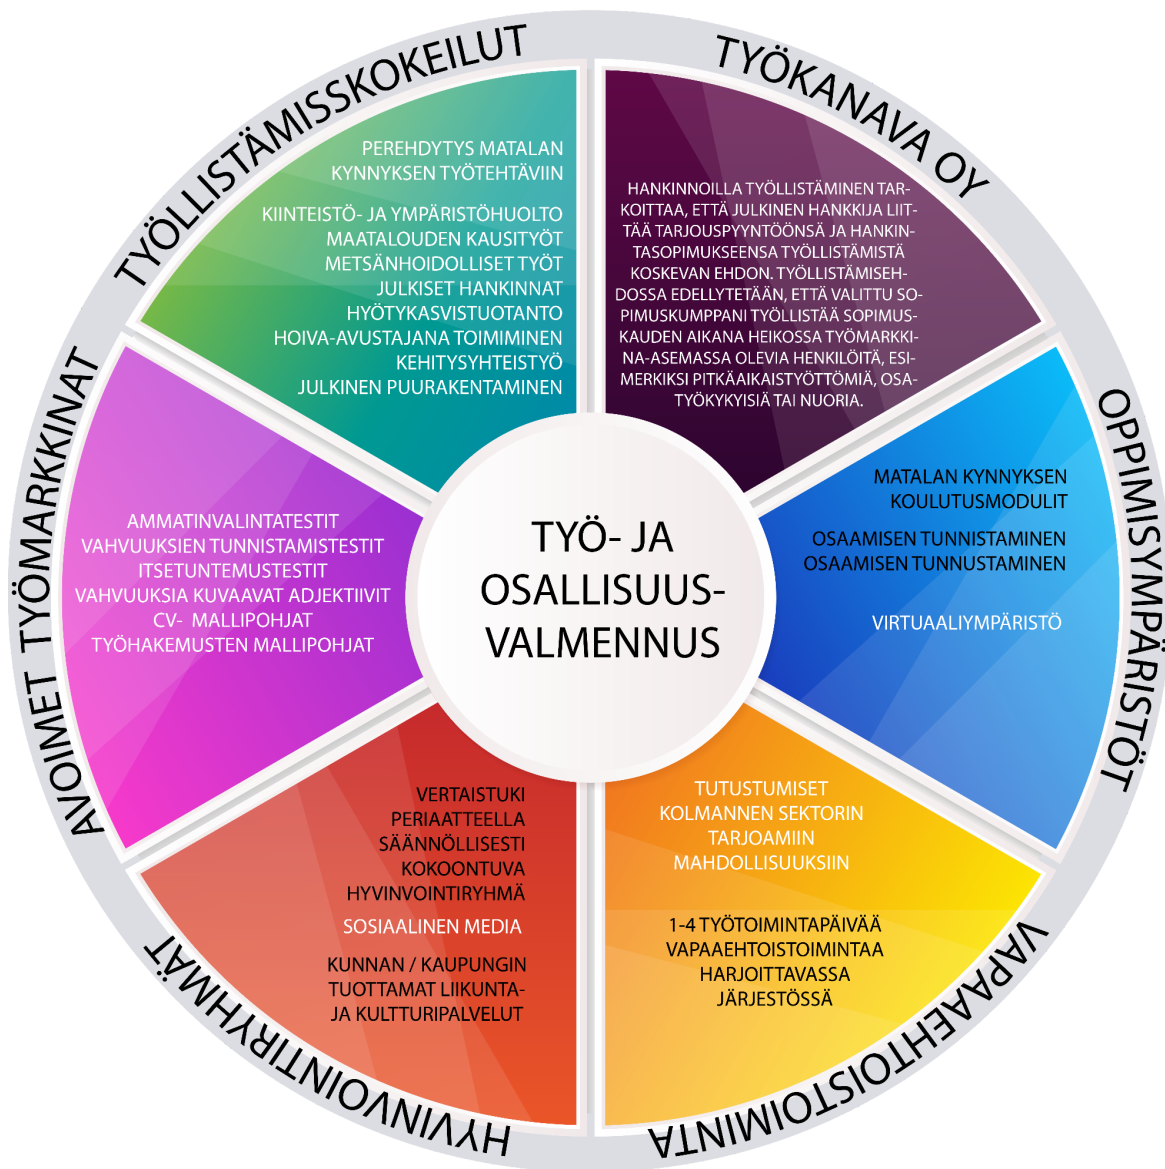 TYÖLLISTÄMISSKOKEILUT
PEREHDYTYS MATALAN
KYNNYKSEN TYÖTEHTÄVIIN
KIINTEISTÖ- JA YMPÄRISTÖHUOLTO
MAATALOUDEN KAUSITYÖT
METSÄNHOIDOLLISET TYÖT
JULKISET HANKINNAT
HYÖTYKASVISTUOTANTO
HOIVA-AVUSTAJANA TOIMIMINEN
KEHITYSYHTEISTYÖ
JULKINEN PUURAKENTAMINEN
TYÖKANAVA OY
HANKINNOILLA TYÖLLISTÄMINEN TAR-
KOITTAA, ETTÄ JULKINEN HANKKIJA LIIT-
TÄÄ TARJOUSPYYNTÖÖNSÄ JA HANKIN-
TASOPIMUKSEENSA TYÖLLISTÄMISTÄ
KOSKEVAN EHDON. TYÖLLISTÄMISEH-
DOSSA EDELLYTETÄÄN, ETTÄ VALITTU SO-
PIMUSKUMPPANI TYÖLLISTÄÄ SOPIMUS-
KAUDEN AIKANA HEIKOSSA TYÖMARKKI-
NA-ASEMASSA OLEVIA HENKILÖITÄ, ESI-
MERKIKSI PITKÄAIKAISTYÖTTÖMIÄ, OSA-
TYÖKYKYISIÄ TAI NUORIA.
OPPIMISYMPÄRISTÖT
MATALAN KYNNYKSEN
KOULUTUSMODULIT
OSAAMISEN TUNNISTAMINEN
OSAAMISEN TUNNUSTAMINEN
VIRTUAALIYMPÄRISTÖ
VAPAAEHTOISTOIMINTA
TUTUSTUMISET
KOLMANNEN SEKTORIN
TARJOAMIIN
MAHDOLLISUUKSIIN
1-4 TYÖTOIMINTAPÄIVÄÄ
VAPAAEHTOISTOIMINTAA
HARJOITTAVASSA
JÄRJESTÖSSÄ
HYVINVOINTIRYHMÄT
VERTAISTUKI
PERIAATTEELLA
SÄÄNNÖLLISESTI
KOKOONTUVA
HYVINVOINTIRYHMÄ
SOSIAALINEN MEDIA
KUNNAN / KAUPUNGIN
TUOTTAMAT LIIKUNTA-
JA KULTTURIPALVELUT
AVOIMET TYÖMARKKINAT
AMMATINVALINTATESTIT
VAHVUUKSIEN TUNNISTAMISTESTIT
ITSETUNTEMUSTESTIT
VAHVUUKSIA KUVAAVAT ADJEKTIIVIT
CV- MALLIPOHJAT
TYÖHAKEMUSTEN MALLIPOHJAT
TYÖ- JA
OSALLISUUS-
VALMENNUS